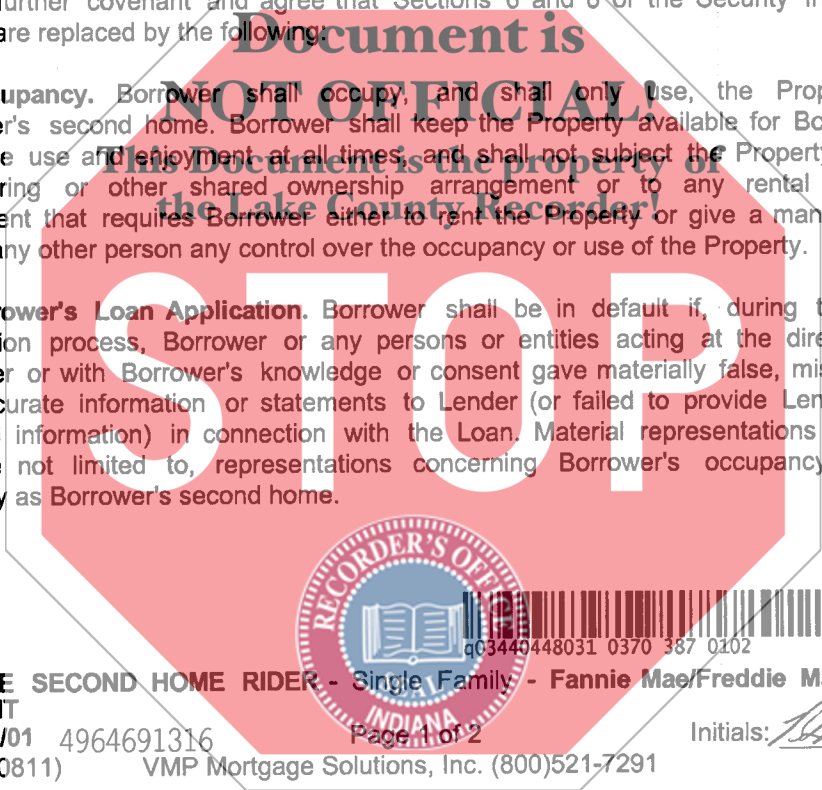 further covenant and agree that Sections 6 and 8 of the Security
are replaced by the following:
Document is
NOT OFFICIAL!
This Document is the property of
the Lake County Recorder!
upancy. Borrower shall occupy, and shall only use, the Prop
er's second home. Borrower shall keep the Property available for Bo
e use and enjoyment at all times, and shall not subject the Property
ring or other shared ownership arrangement or to any rental
ent that requires Borrower either to rent the Property or give a man
any other person any control over the occupancy or use of the Property.
rower's Loan Application. Borrower shall be in default if, during t
ion process, Borrower or any persons or entities acting at the dire
er or with Borrower's knowledge or consent gave materially false, mis
curate information or statements to Lender (or failed to provide Len
information) in connection with the Loan. Material representations
not limited to, representations concerning Borrower's occupancy
y as Borrower's second home.
STOP
RECORDER'S OFFICE
INDIANA
q03440448031 0370 387 0102
E SECOND HOME RIDER - Single Family - Fannie Mae/Freddie M
T
/01 4964691316 Page 1 of 2 Initials:
0811) VMP Mortgage Solutions, Inc. (800)521-7291